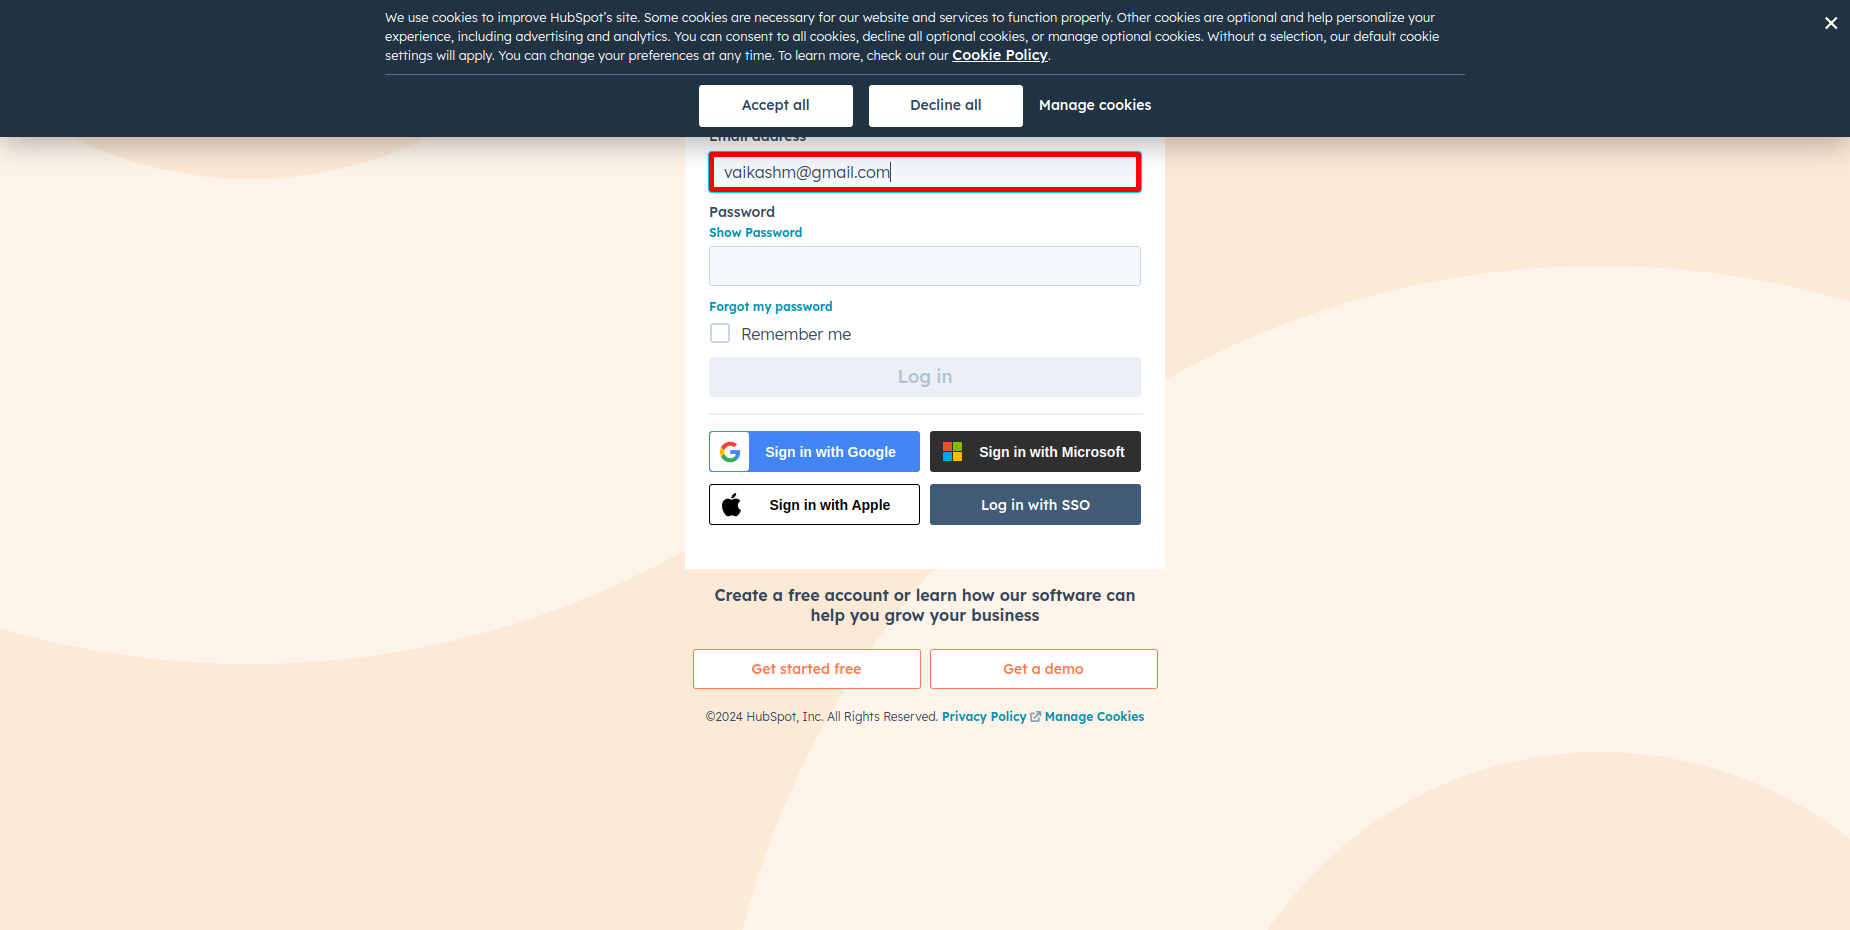 We use cookies to improve HubSpot's site. Some cookies are necessary for our website and services to function properly. Other cookies are optional and help personalize your
experience, including advertising and analytics. You can consent to all cookies, decline all optional cookies, or manage optional cookies. Without a selection, our default cookie
settings will apply. You can change your preferences at any time. To learn more, check out our Cookie Policy.
Accept all
Decline all
Manage cookies
Email address
vaikashm@gmail.com
Password
Show Password
Forgot my password
Remember me
Log in
Sign in with Google
Sign in with Microsoft
Sign in with Apple
Log in with SSO
Create a free account or learn how our software can
help you grow your business
Get started free
Get a demo
©2024 HubSpot, Inc. All Rights Reserved. Privacy Policy Manage Cookies